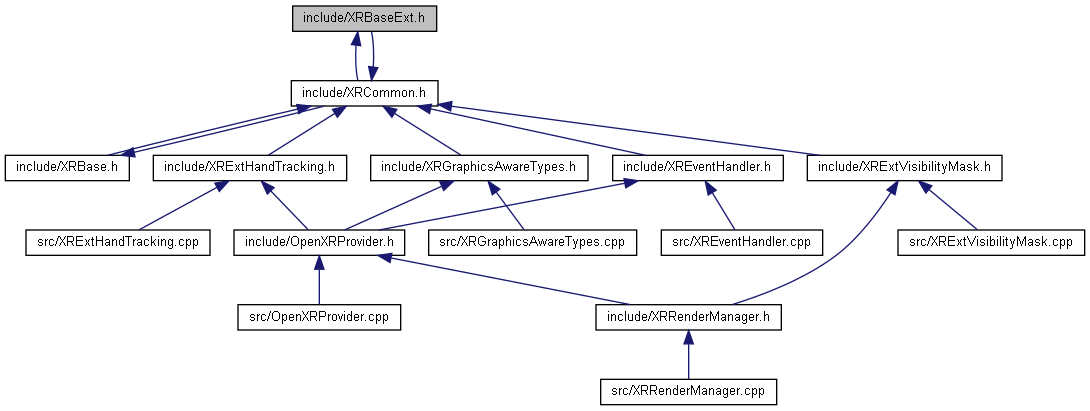 include/XRBaseExt.h
include/XRCommon.h
include/XRBase.h
include/XRExtHandTracking.h
include/XRGraphicsAwareTypes.h
include/XREventHandler.h
include/XRExtVisibilityMask.h
src/XRExtHandTracking.cpp
include/OpenXRProvider.h
src/XRGraphicsAwareTypes.cpp
src/XREventHandler.cpp
src/XRExtVisibilityMask.cpp
src/OpenXRProvider.cpp
include/XRRenderManager.h
src/XRRenderManager.cpp